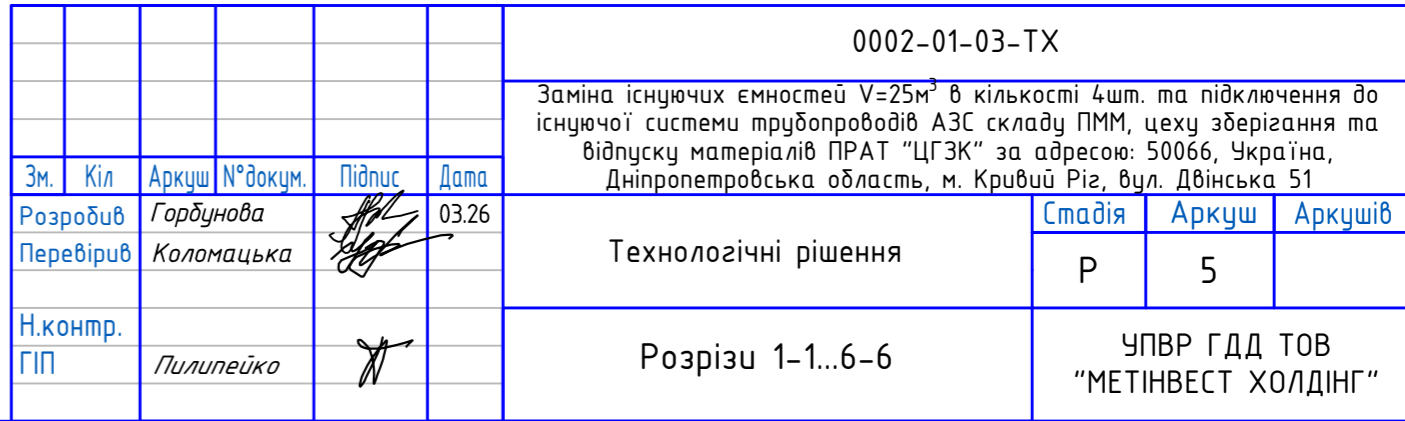 0002-01-03-ТХ
Заміна існуючих ємностей V=25м³ в кількості 4шт. та підключення до
існуючої системи трубопроводів АЗС складу ПММ, цеху зберігання та
відпуску матеріалів ПРАТ "ЦГЗК" за адресою: 50066, Україна,
Дніпропетровська область, м. Кривий Ріг, вул. Двінська 51
Зм. Кіл Аркуш N°докум. Підпис Дата
Розробив Горбунова 03.26
Перевірив Коломацька
Технологічні рішення
Стадія Аркуш Аркушів
Р 5
Н.контр.
ГІП Пилипейко
Розрізи 1-1...6-6
УПВР ГДД ТОВ
"МЕТІНВЕСТ ХОЛДІНГ"